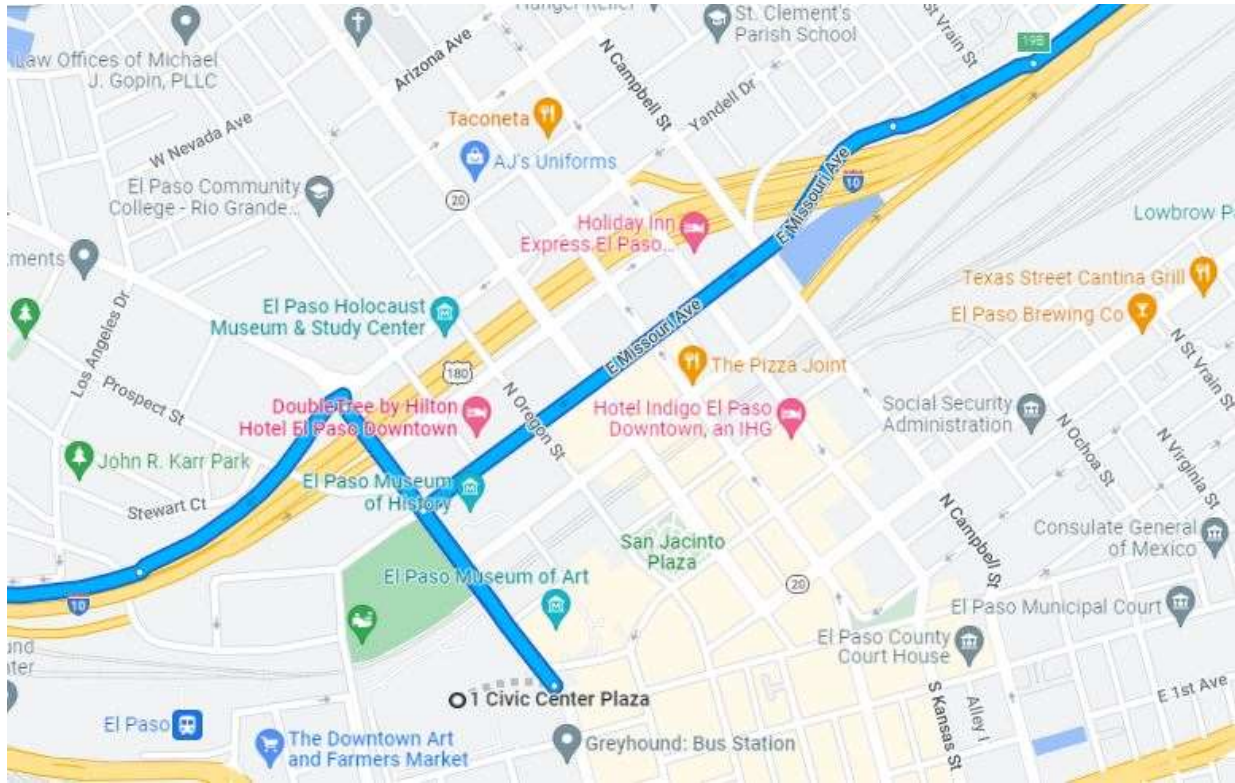 St. Clement's
Parish School
St Vrain St
19B
Law Offices of Michael
J. Gopin, PLLC
Arizona Ave
N Campbell St
Yandell Dr
W Nevada Ave
Taconeta
AJ's Uniforms
El Paso Community
College - Rio Grande...
20
10
E Missouri Ave
Holiday Inn
Express El Paso...
Lowbrow
Texas Street Cantina Grill
El Paso Brewing Co
El Paso Holocaust
Museum & Study Center
Los Angeles Dr
E Missouri Ave
180
The Pizza Joint
N St Vrain St
Prospect St
DoubleTree by Hilton
Hotel El Paso Downtown
N Oregon St
Hotel Indigo El Paso
Downtown, an IHG
Social Security
Administration
N Ochoa St
N Virginia St
John R. Karr Park
Stewart Ct
El Paso Museum
of History
N Campbell St
Consulate General
of Mexico
San Jacinto
Plaza
El Paso Museum of Art
20
10
El Paso Municipal Court
El Paso County
Court House
1 Civic Center Plaza
E 1st Ave
S Kansas St
Alley I
El Paso
The Downtown Art
and Farmers Market
Greyhound: Bus Station